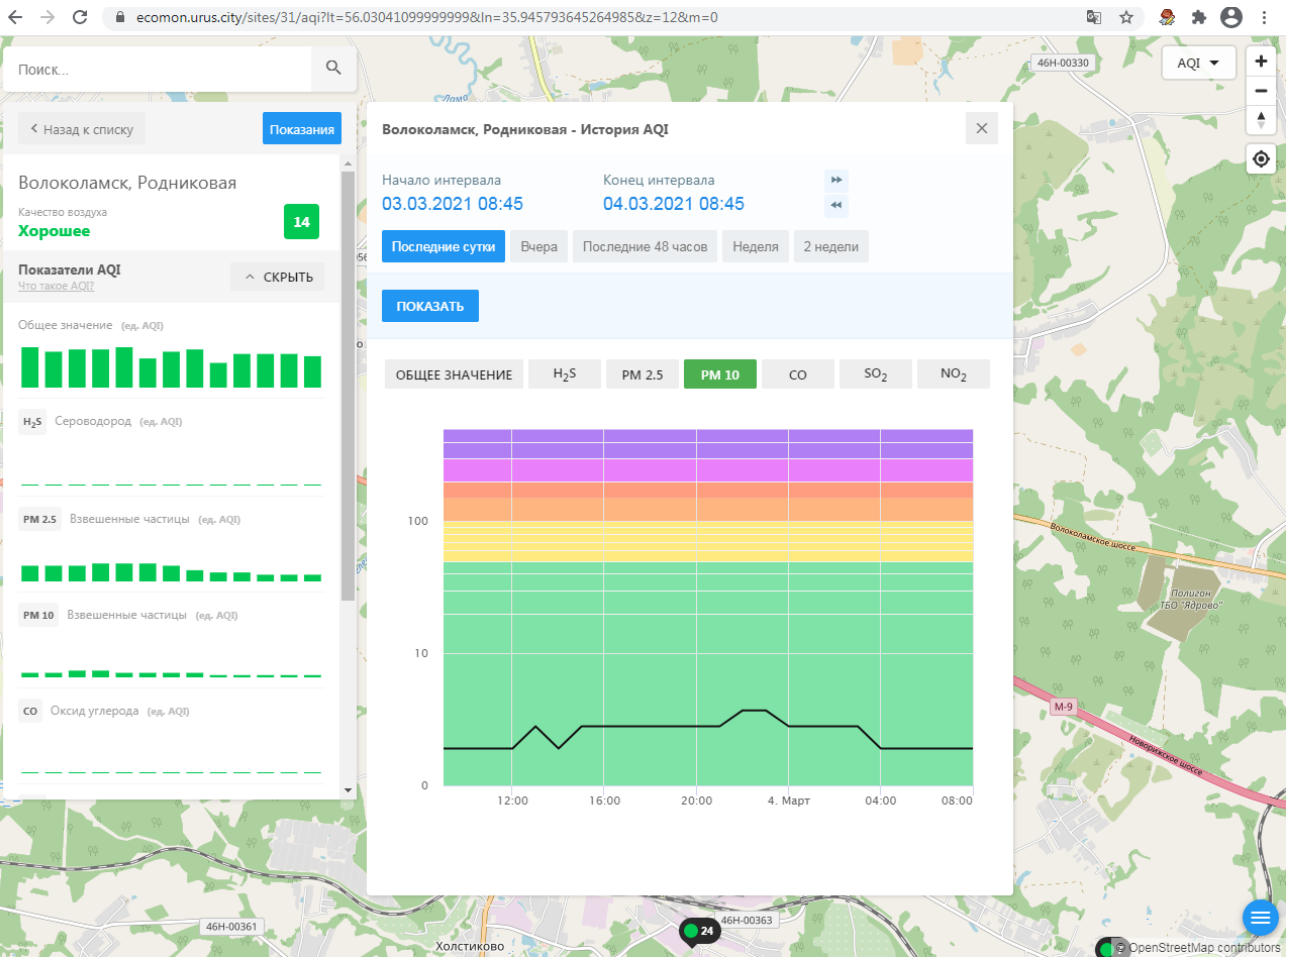 ecomon.urus.city/sites/31/aqi?lt=56.03041099999999&ln=35.945793645264985&z=12&m=0
Поиск...
46Н-00330
AQI
Лама
Назад к списку
Показания
Волоколамск, Родниковая - История AQI
Волоколамск, Родниковая
Качество воздуха
Хорошее
14
Начало интервала
Конец интервала
03.03.2021 08:45
04.03.2021 08:45
Последние сутки
Вчера
Последние 48 часов
Неделя
2 недели
Показатели AQI
Что такое AQI?
СКРЫТЬ
ПОКАЗАТЬ
Общее значение (ед. AQI)
ОБЩЕЕ ЗНАЧЕНИЕ
H2S
PM 2.5
PM 10
CO
SO2
NO2
H2S Сероводород (ед. AQI)
PM 2.5 Взвешенные частицы (ед. AQI)
PM 10 Взвешенные частицы (ед. AQI)
CO Оксид углерода (ед. AQI)
100
10
0
12:00
16:00
20:00
4. Март
04:00
08:00
Волоколамское шоссе
Полигон
ТБО "Ядрово"
М-9
Новорижское шоссе
46Н-00361
46Н-00363
24
Холстиково
OpenStreetMap contributors